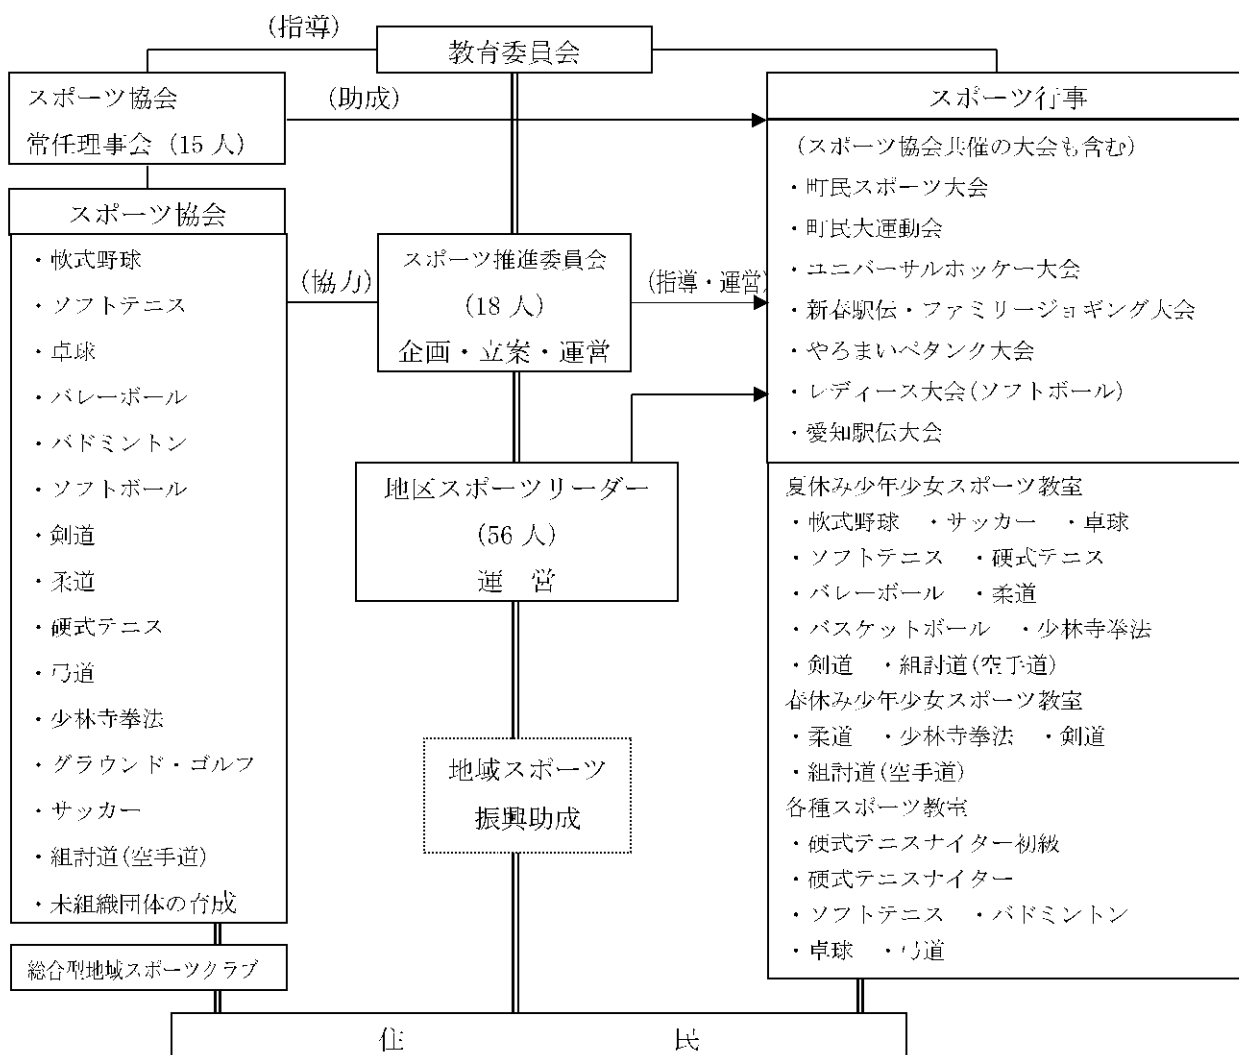 (指導)
教育委員会
スポーツ協会
常任理事会（15 人）
(助成)
スポーツ協会
・軟式野球
・ソフトテニス
・卓球
・バレーボール
・バドミントン
・ソフトボール
・剣道
・柔道
・硬式テニス
・弓道
・少林寺拳法
・グラウンド・ゴルフ
・サッカー
・組討道(空手道)
・未組織団体の育成
総合型地域スポーツクラブ
(協力)
スポーツ推進委員会
(18 人)
企画・立案・運営
(指導・運営)
地区スポーツリーダー
(56 人)
運　営
地域スポーツ
振興助成
スポーツ行事
（スポーツ協会共催の大会も含む）
・町民スポーツ大会
・町民大運動会
・ユニバーサルホッケー大会
・新春駅伝・ファミリージョギング大会
・やろまいペタンク大会
・レディース大会(ソフトボール)
・愛知駅伝大会
夏休み少年少女スポーツ教室
・軟式野球　・サッカー　・卓球
・ソフトテニス　・硬式テニス
・バレーボール　・柔道
・バスケットボール　・少林寺拳法
・剣道　・組討道(空手道)
春休み少年少女スポーツ教室
・柔道　・少林寺拳法　・剣道
・組討道(空手道)
各種スポーツ教室
・硬式テニスナイター初級
・硬式テニスナイター
・ソフトテニス　・バドミントン
・卓球　・弓道
住　民